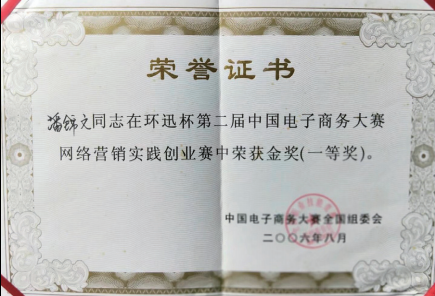 荣誉证书
潘锦文同志在环迅杯第二届中国电子商务大赛
网络营销实践创业赛中荣获金奖(一等奖)。
中国电子商务大赛全国组委会
二〇〇六年八月